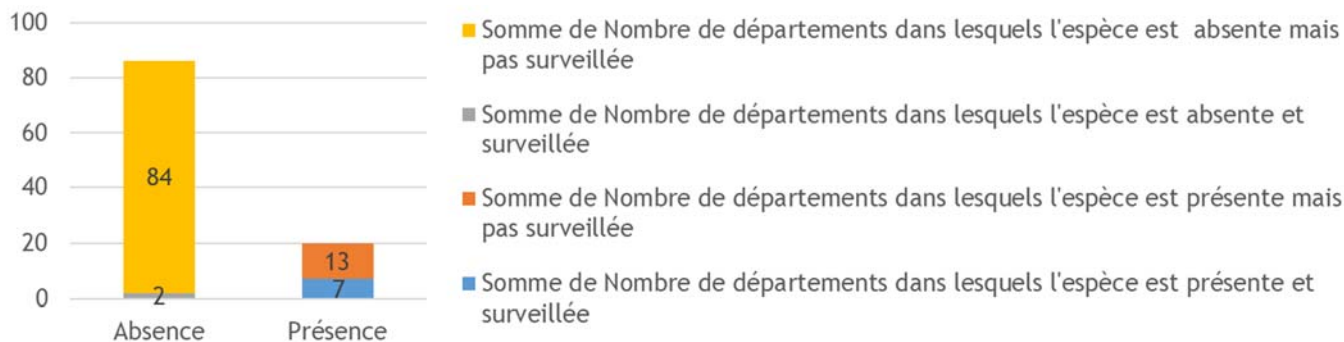 100
80
60
40
20
0
84
2
13
7
Absence
Présence
Somme de Nombre de départements dans lesquels l'espèce est  absente mais
pas surveillée
Somme de Nombre de départements dans lesquels l'espèce est absente et
surveillée
Somme de Nombre de départements dans lesquels l'espèce est présente mais
pas surveillée
Somme de Nombre de départements dans lesquels l'espèce est présente et
surveillée